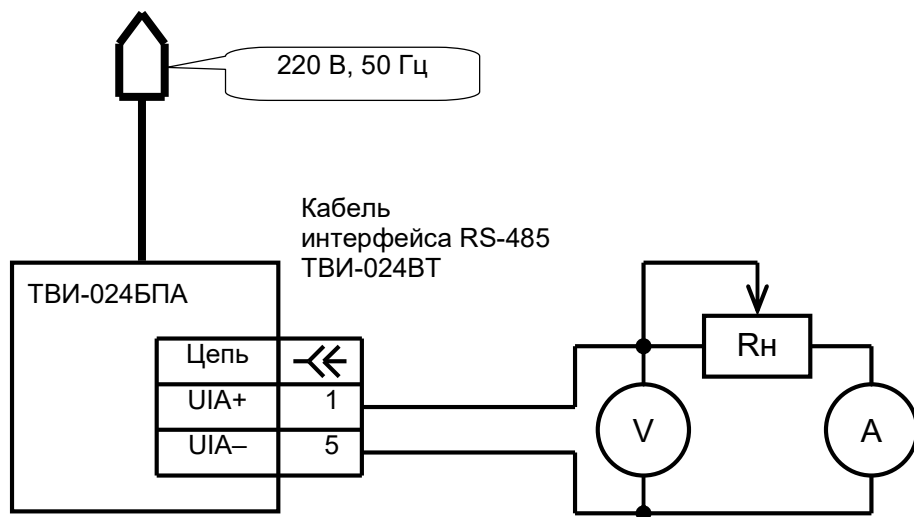 220 В, 50 Гц
Кабель
интерфейса RS-485
ТВИ-024ВТ
ТВИ-024БПА
Цепь
UIA+ 1
UIA– 5
Rн
V
A